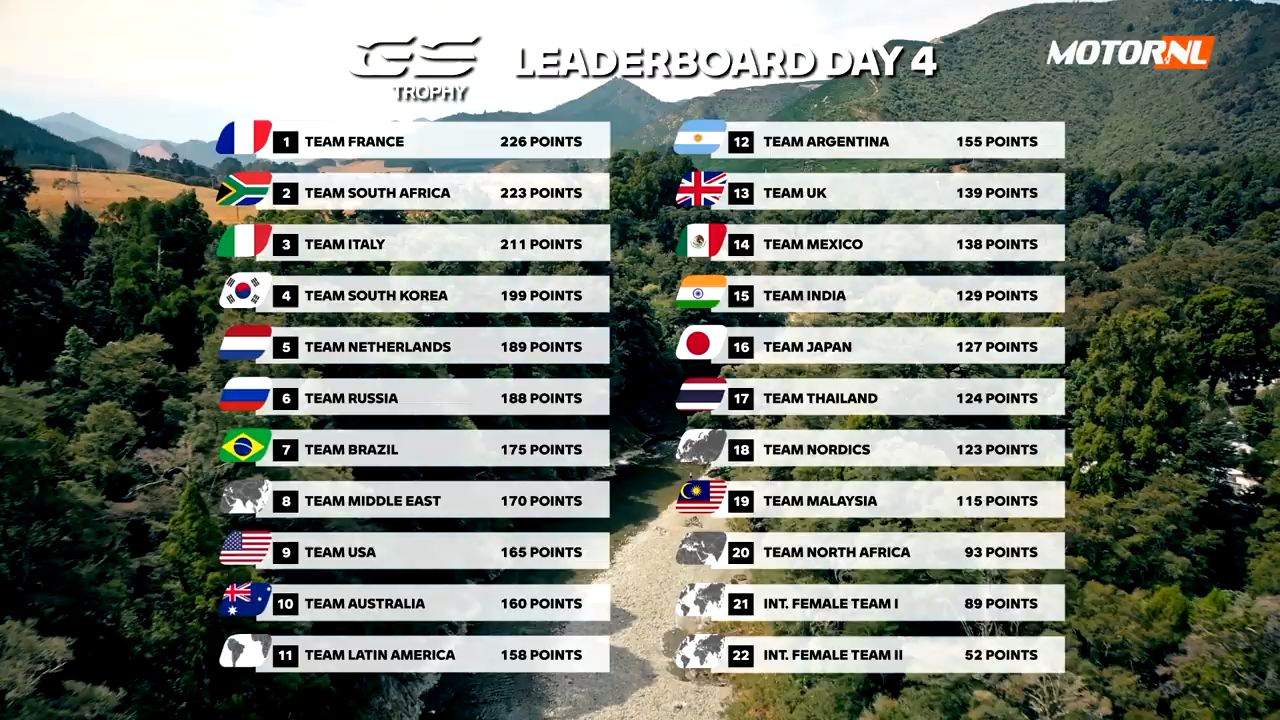 GS TROPHY
LEADERBOARD DAY 4
MOTORNL
1 TEAM FRANCE 226 POINTS
2 TEAM SOUTH AFRICA 223 POINTS
3 TEAM ITALY 211 POINTS
4 TEAM SOUTH KOREA 199 POINTS
5 TEAM NETHERLANDS 189 POINTS
6 TEAM RUSSIA 188 POINTS
7 TEAM BRAZIL 175 POINTS
8 TEAM MIDDLE EAST 170 POINTS
9 TEAM USA 165 POINTS
10 TEAM AUSTRALIA 160 POINTS
11 TEAM LATIN AMERICA 158 POINTS
12 TEAM ARGENTINA 155 POINTS
13 TEAM UK 139 POINTS
14 TEAM MEXICO 138 POINTS
15 TEAM INDIA 129 POINTS
16 TEAM JAPAN 127 POINTS
17 TEAM THAILAND 124 POINTS
18 TEAM NORDICS 123 POINTS
19 TEAM MALAYSIA 115 POINTS
20 TEAM NORTH AFRICA 93 POINTS
21 INT. FEMALE TEAM I 89 POINTS
22 INT. FEMALE TEAM II 52 POINTS